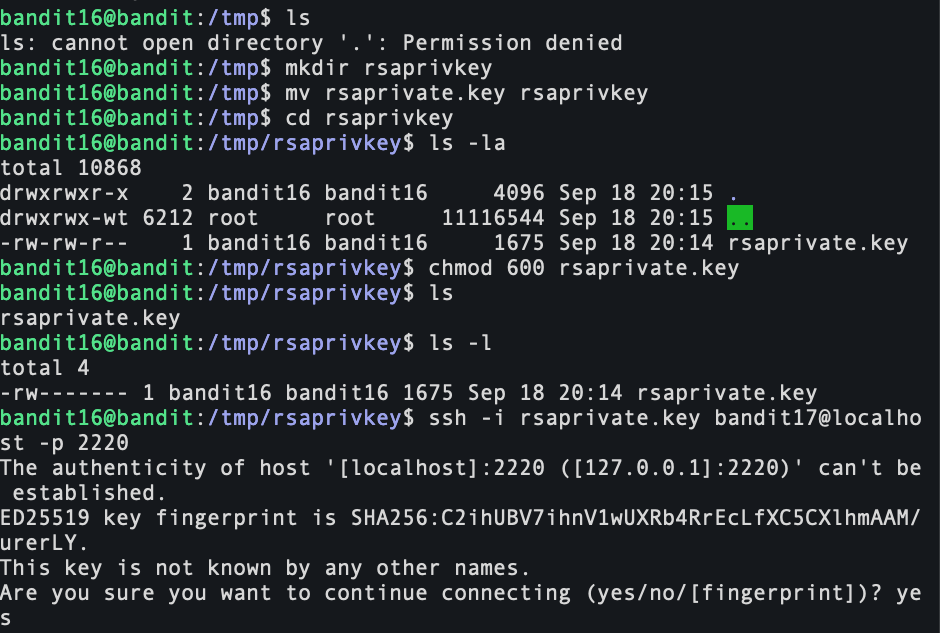 bandit16@bandit:/tmp$ ls
ls: cannot open directory '.': Permission denied
bandit16@bandit:/tmp$ mkdir rsaprivkey
bandit16@bandit:/tmp$ mv rsaprivate.key rsaprivkey
bandit16@bandit:/tmp$ cd rsaprivkey
bandit16@bandit:/tmp/rsaprivkey$ ls -la
total 10868
drwxrwxr-x    2 bandit16 bandit16     4096 Sep 18 20:15 .
drwxrwx-wt 6212 root     root     11116544 Sep 18 20:15 ..
-rw-rw-r--    1 bandit16 bandit16     1675 Sep 18 20:14 rsaprivate.key
bandit16@bandit:/tmp/rsaprivkey$ chmod 600 rsaprivate.key
bandit16@bandit:/tmp/rsaprivkey$ ls
rsaprivate.key
bandit16@bandit:/tmp/rsaprivkey$ ls -l
total 4
-rw------- 1 bandit16 bandit16 1675 Sep 18 20:14 rsaprivate.key
bandit16@bandit:/tmp/rsaprivkey$ ssh -i rsaprivate.key bandit17@localho
st -p 2220
The authenticity of host '[localhost]:2220 ([127.0.0.1]:2220)' can't be
 established.
ED25519 key fingerprint is SHA256:C2ihUBV7ihnV1wUXRb4RrEcLfXC5CXlhmAAM/
urerLY.
This key is not known by any other names.
Are you sure you want to continue connecting (yes/no/[fingerprint])? ye
s